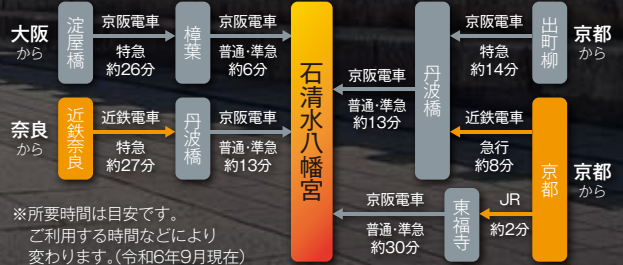 大阪
から
淀屋橋
京阪電車
特急
約26分
樟葉
京阪電車
普通・準急
約6分
奈良
から
近鉄奈良
近鉄電車
特急
約27分
丹波橋
京阪電車
普通・準急
約13分
石清水八幡宮
京阪電車
普通・準急
約13分
丹波橋
京阪電車
特急
約14分
出町柳
京都
から
近鉄電車
急行
約8分
京都
京都
から
京阪電車
普通・準急
約30分
東福寺
JR
約2分
※所要時間は目安です。
ご利用する時間などにより
変わります。(令和6年9月現在)